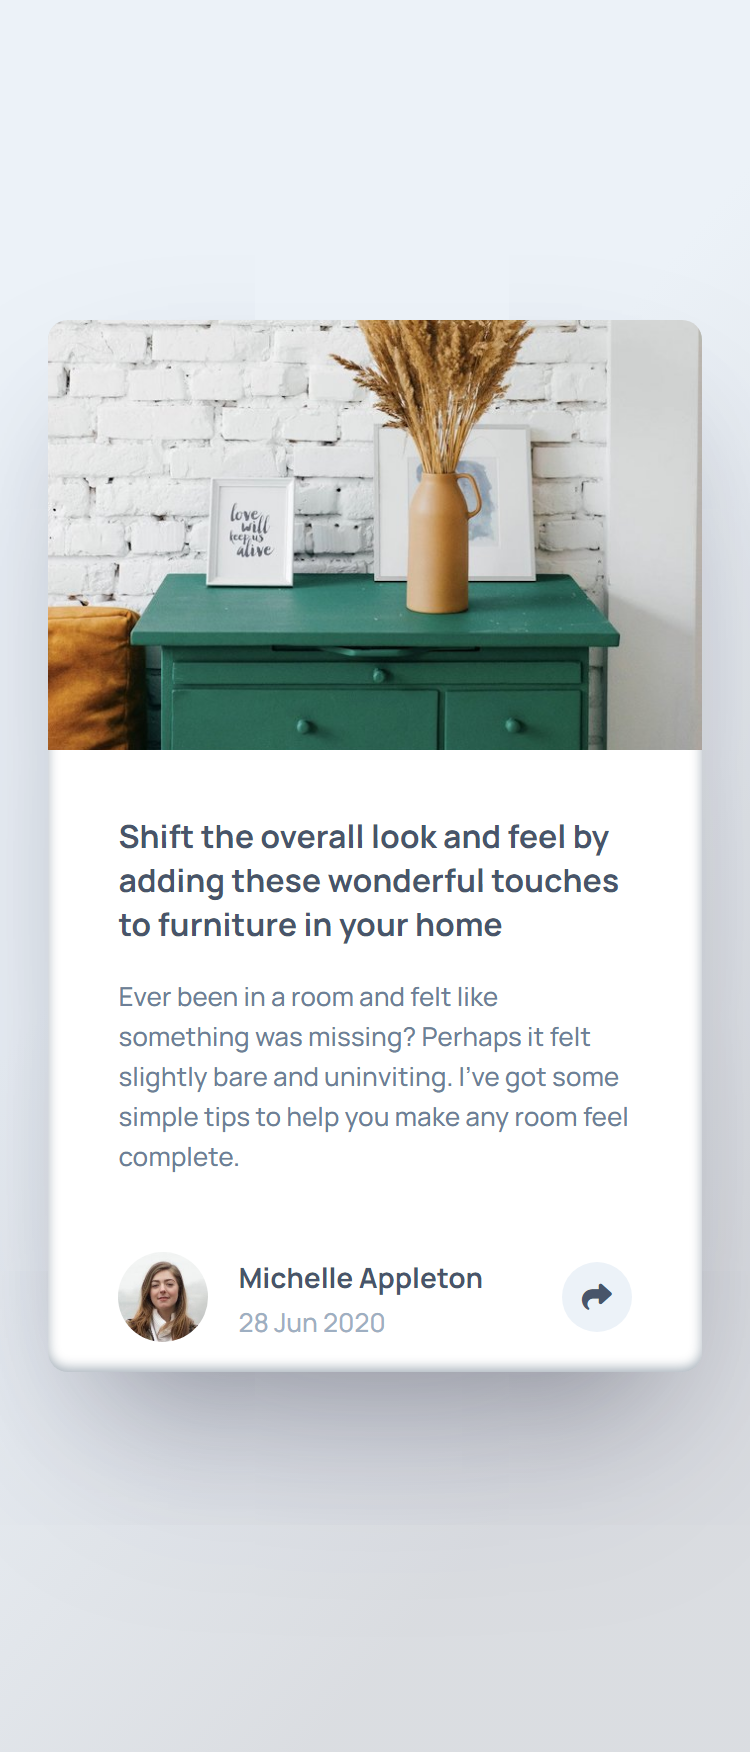 love
will
keep us
alive
Shift the overall look and feel by
adding these wonderful touches
to furniture in your home
Ever been in a room and felt like
something was missing? Perhaps it felt
slightly bare and uninviting. I’ve got some
simple tips to help you make any room feel
complete.
Michelle Appleton
28 Jun 2020